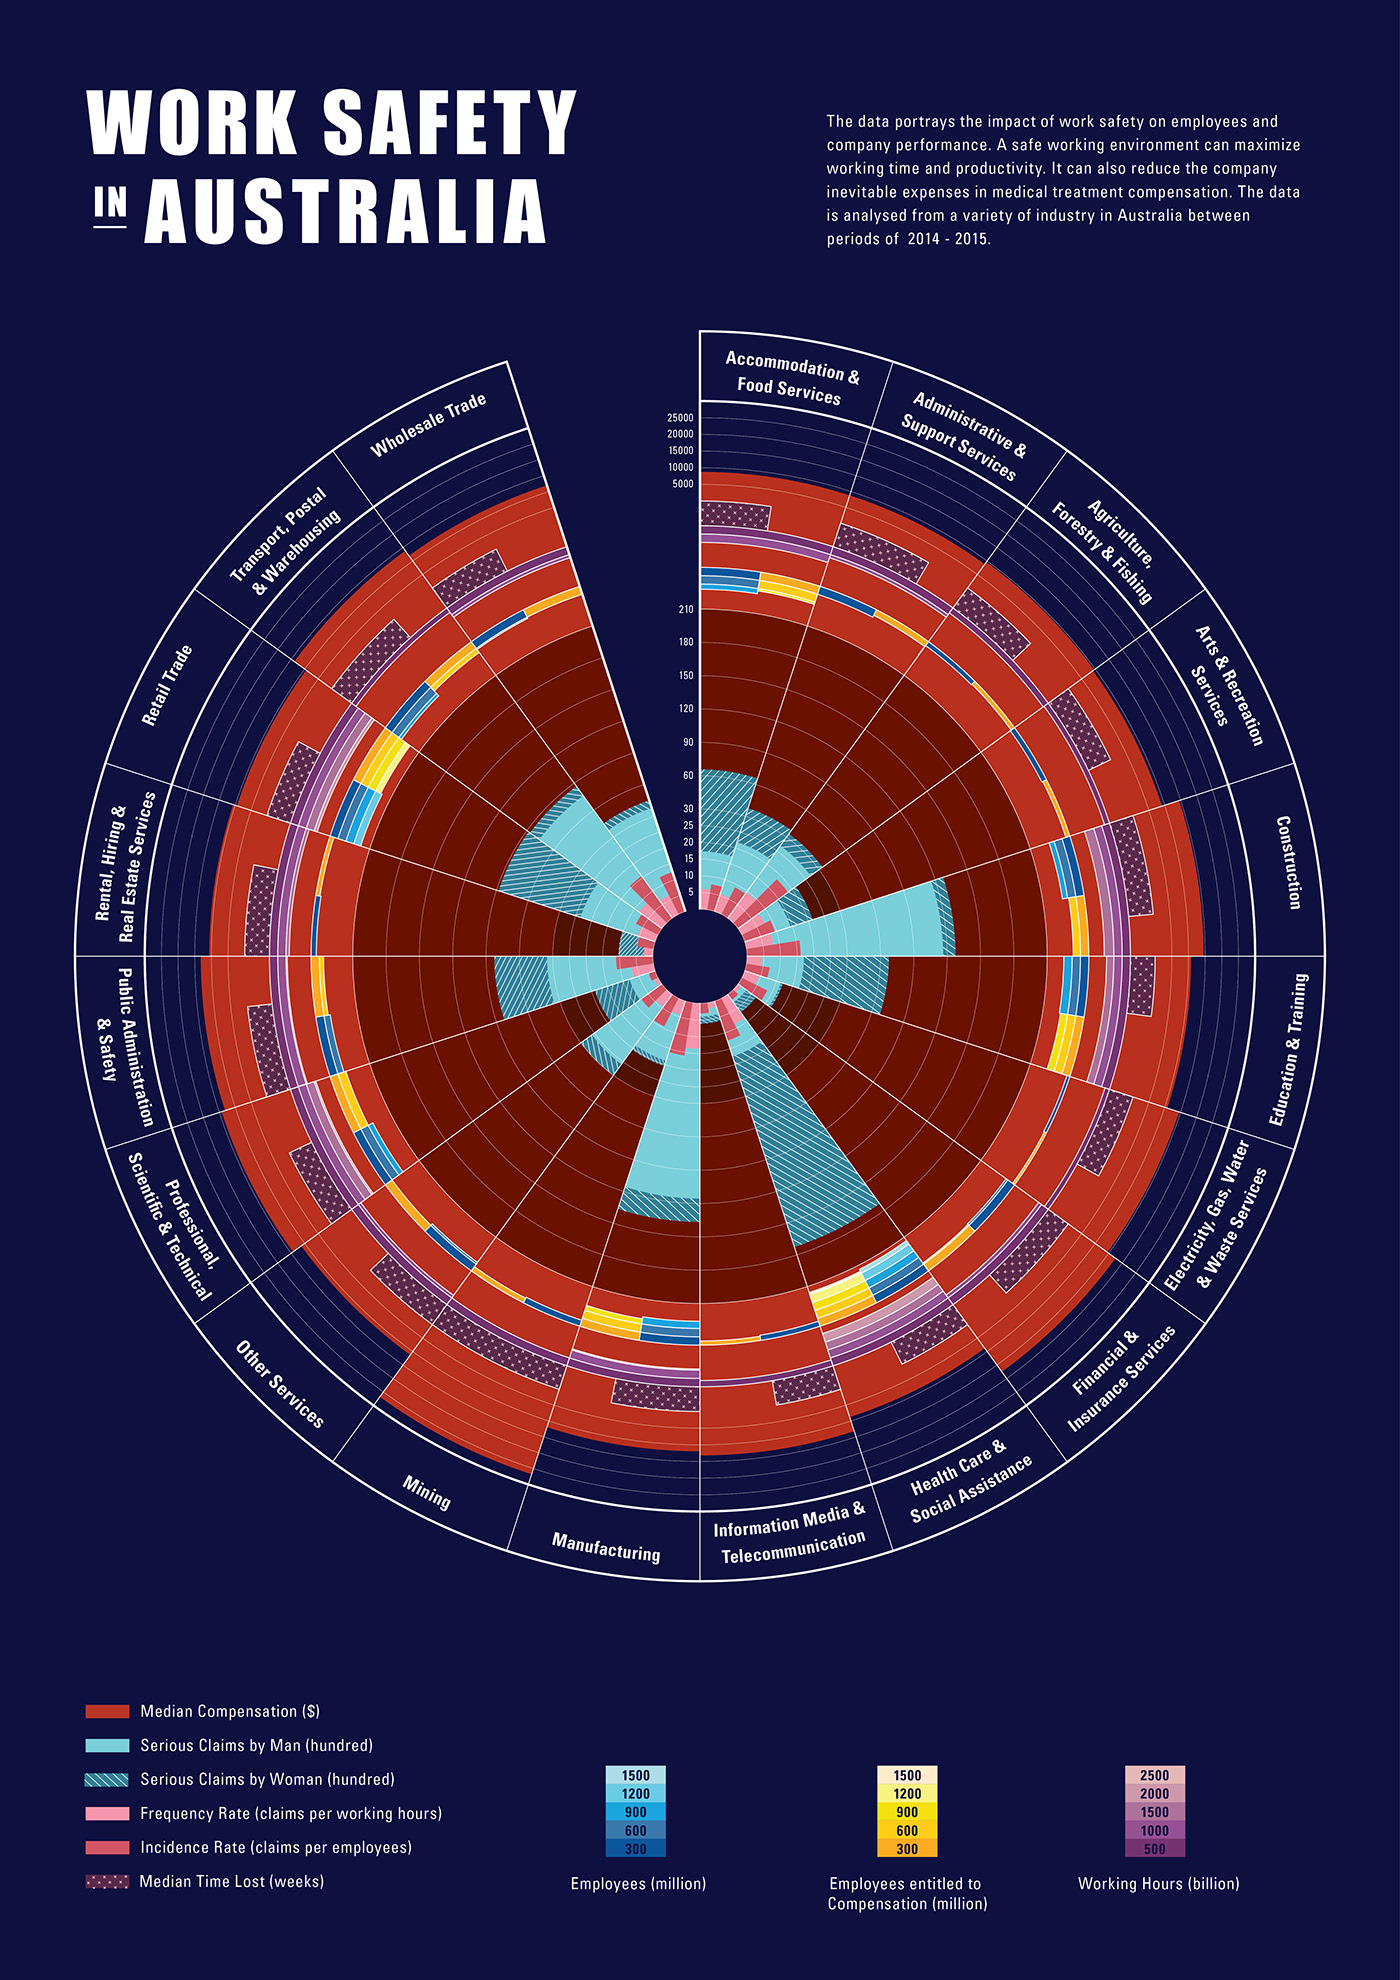 WORK SAFETY
IN AUSTRALIA
The data portrays the impact of work safety on employees and
company performance. A safe working environment can maximize
working time and productivity. It can also reduce the company
inevitable expenses in medical treatment compensation. The data
is analysed from a variety of industry in Australia between
periods of 2014 - 2015.
Accommodation &
Food Services
Administrative &
Support Services
Agriculture,
Forestry & Fishing
Arts & Recreation
Services
Construction
Education & Training
Electricity, Gas, Water
& Waste Services
Financial &
Insurance Services
Health Care &
Social Assistance
Information Media &
Telecommunication
Manufacturing
Mining
Other Services
Professional,
Scientific & Technical
Public Administration
& Safety
Rental, Hiring &
Real Estate Services
Retail Trade
Transport, Postal
& Warehousing
Wholesale Trade
25000
20000
15000
10000
5000
210
180
150
120
90
60
30
25
20
15
10
5
Median Compensation ($)
Serious Claims by Man (hundred)
Serious Claims by Woman (hundred)
Frequency Rate (claims per working hours)
Incidence Rate (claims per employees)
Median Time Lost (weeks)
1500
1200
900
600
300
Employees (million)
1500
1200
900
600
300
Employees entitled to
Compensation (million)
2500
2000
1500
1000
500
Working Hours (billion)